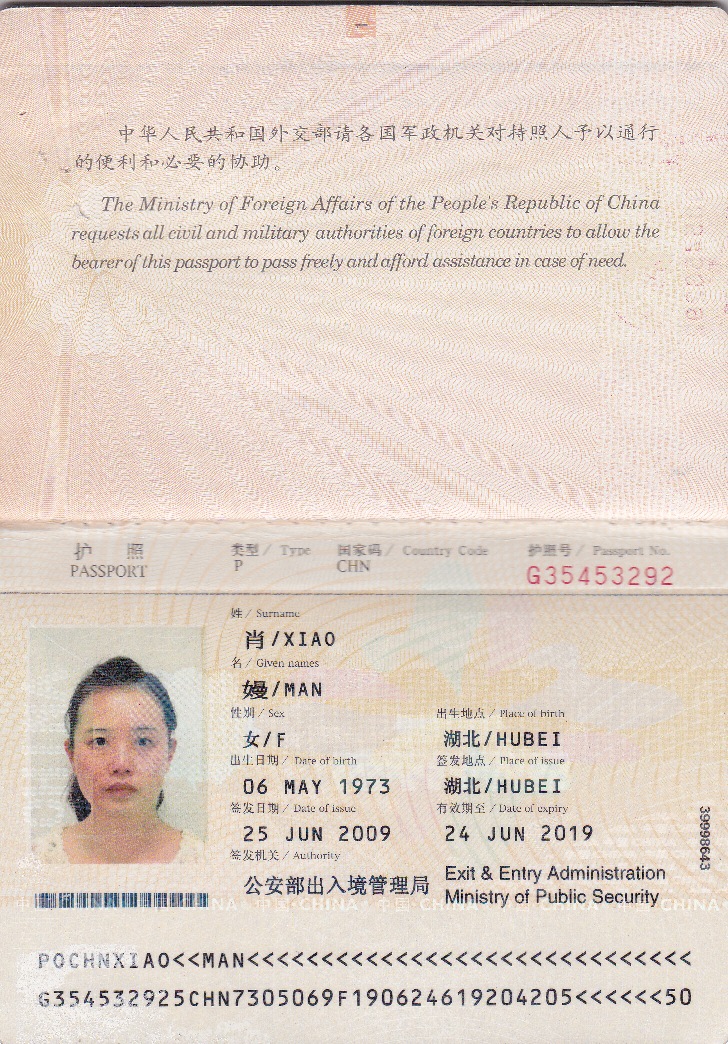 中华人民共和国外交部请各国军政机关对持照人予以通行
的便利和必要的协助。
The Ministry of Foreign Affairs of the People's Republic of China
requests all civil and military authorities of foreign countries to allow the
bearer of this passport to pass freely and afford assistance in case of need.
护 照 类型 / Type 国家码 / Country Code 护照号 / Passport No.
PASSPORT P CHN G35453292
姓 / Surname
肖/XIAO
名 / Given names
嫚/MAN
性别 / Sex 出生地点 / Place of birth
女/F 湖北/HUBEI
出生日期 / Date of birth 签发地点 / Place of issue
06 MAY 1973 湖北/HUBEI
签发日期 / Date of issue 有效期至 / Date of expiry
25 JUN 2009 24 JUN 2019
签发机关 / Authority
公安部出入境管理局 Exit & Entry Administration
Ministry of Public Security
39998643
中国·CHINA·中国·CHINA·中国·CHINA·中国·CHINA
POCHNXIAO<<MAN<<<<<<<<<<<<<<<<<<<<<<<<<<<<<<
G354532925CHN7305069F190624619204205<<<<<<50